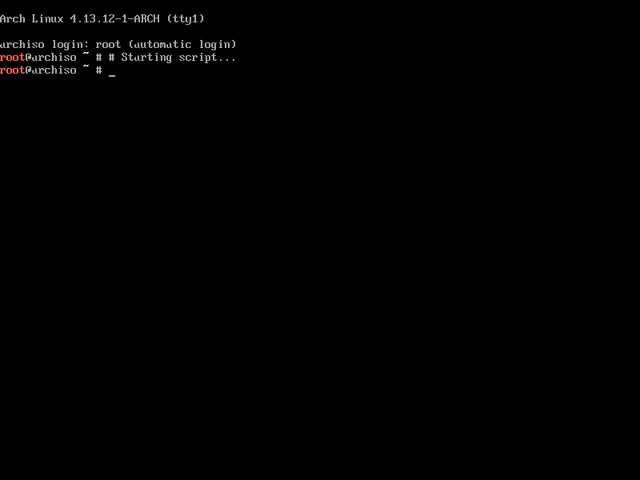 Arch Linux 4.13.12-1-ARCH (tty1)
archiso login: root (automatic login)
root@archiso ~ # # Starting script...
root@archiso ~ # _